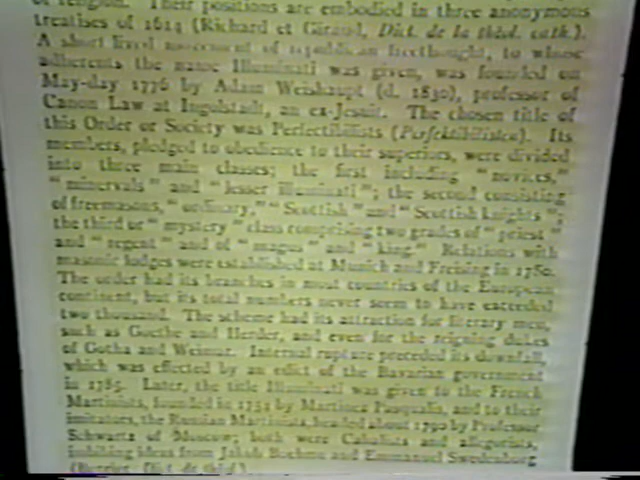 of religion. Their positions are embodied in three anonymous
treatises of 1614 (Richard et Giraud, Dict. de la théol. cath.).
A short lived movement of republican freethought, to whose
adherents the name Illuminati was given, was founded on
May-day 1776 by Adam Weishaupt (d. 1830), professor of
Canon Law at Ingolstadt, an ex-Jesuit. The chosen title of
this Order or Society was Perfectibilists (Perfektibilisten). Its
members, pledged to obedience to their superiors, were divided
into three main classes; the first including "novices,"
"minervals" and "lesser illuminati"; the second consisting
of freemasons, "ordinary," "Scottish" and "Scottish knights";
the third or "mystery" class comprising two grades of "priest"
and "regent" and of "magus" and "king." Relations with
masonic lodges were established at Munich and Freising in 1780.
The order had its branches in most countries of the European
continent, but its total numbers never seem to have exceeded
two thousand. The scheme had its attraction for literary men,
such as Goethe and Herder, and even for the reigning dukes
of Gotha and Weimar. Internal rupture preceded its downfall,
which was effected by an edict of the Bavarian government
in 1785. Later, the title Illuminati was given to the French
Martinists, founded in 1754 by Martinez Pasqualis, and to their
imitators, the Russian Martinists, headed about 1790 by Professor
Schwartz of Moscow; both were Cabalists and allegorists,
imbibing ideas from Jakob Boehme and Emmanuel Swedenborg
(Bergier, Dict. de théol.).